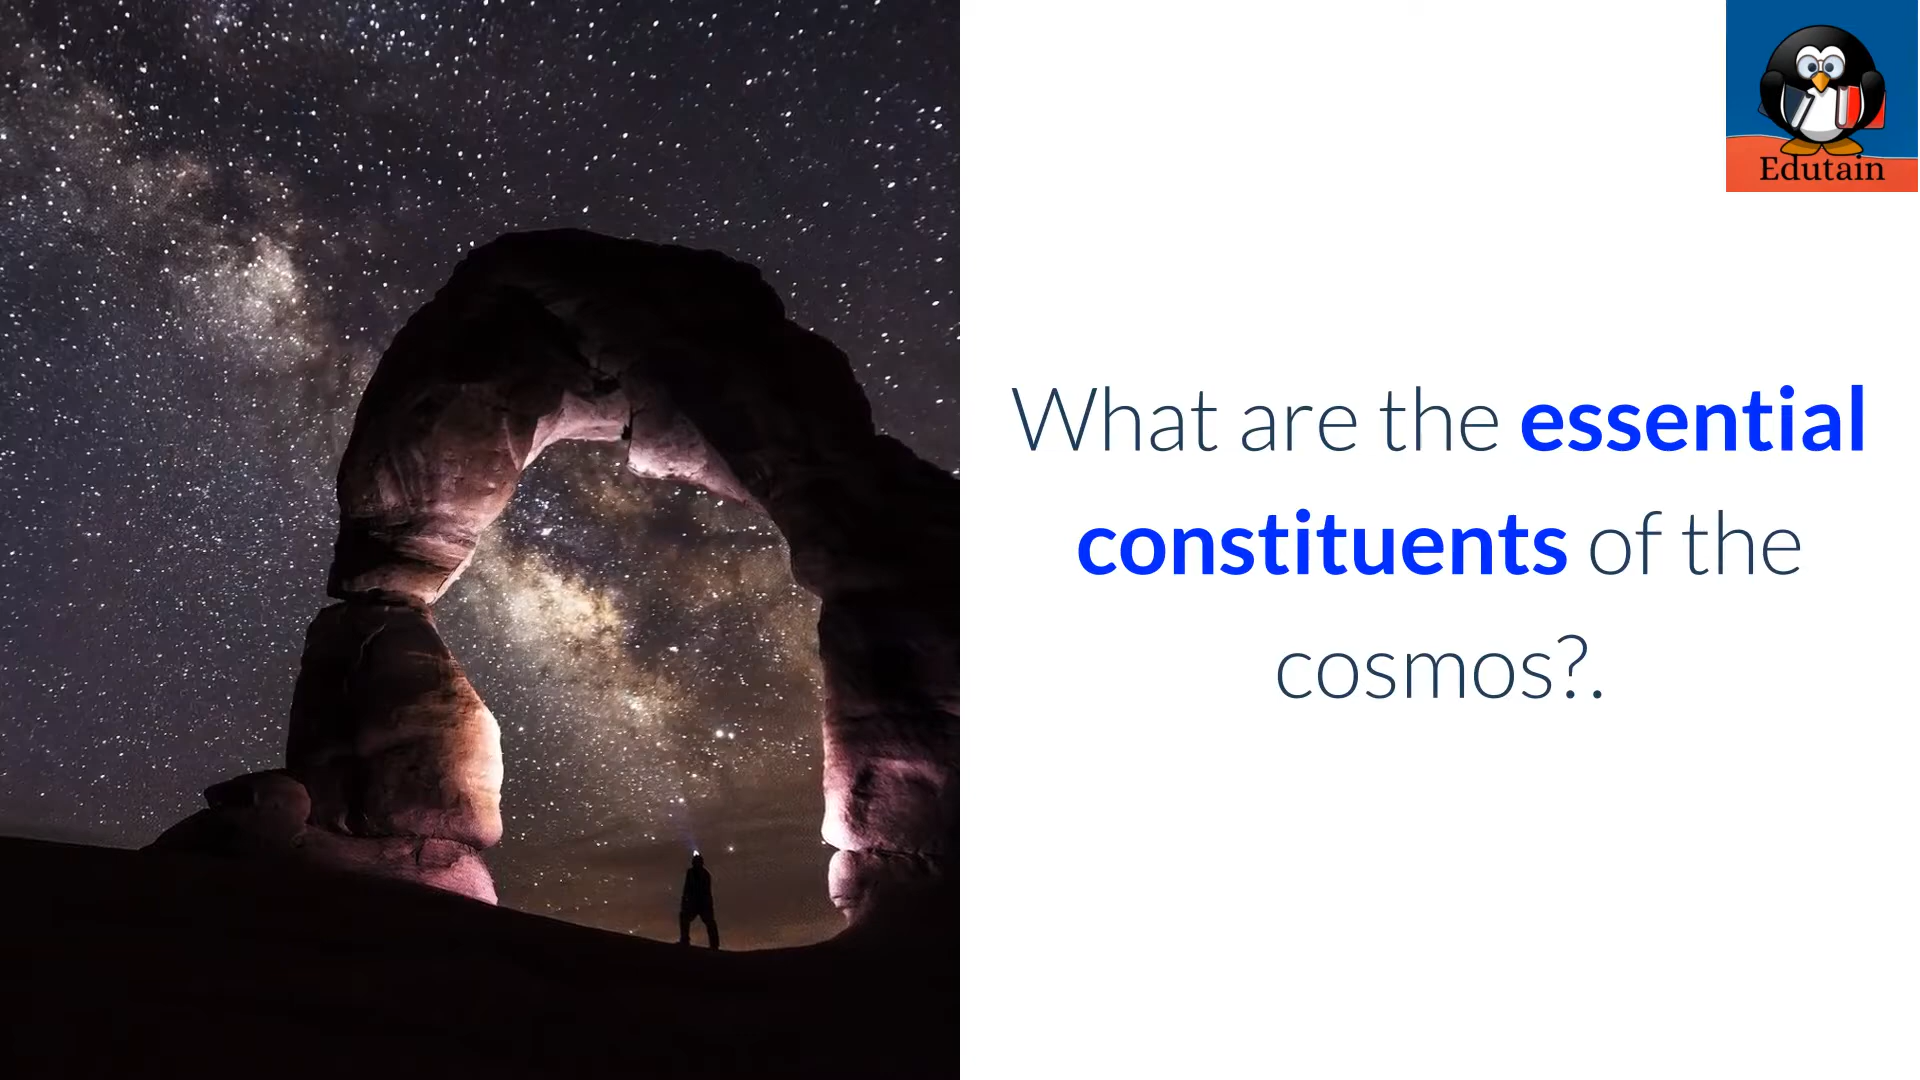 Edutain
What are the essential
constituents of the
cosmos?.